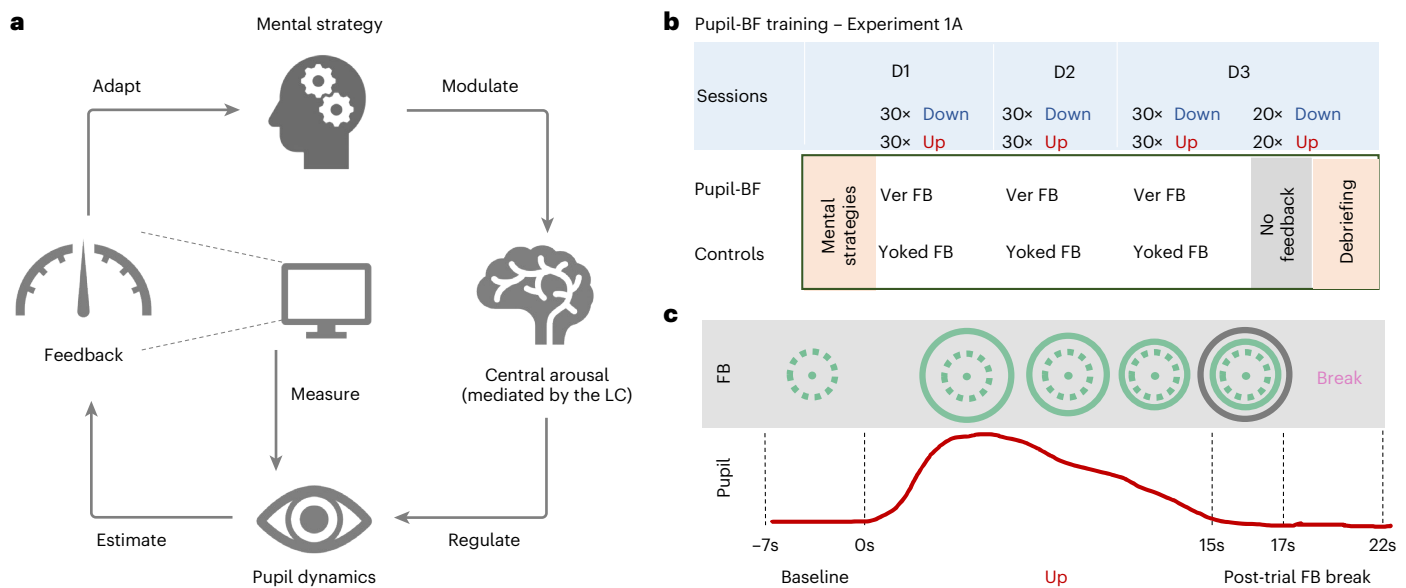 a
Mental strategy
Adapt
Modulate
Feedback
Measure
Central arousal
(mediated by the LC)
Estimate
Regulate
Pupil dynamics
b Pupil-BF training – Experiment 1A
Sessions
D1
D2
D3
30× Down
30× Down
30× Down
20× Down
30× Up
30× Up
30× Up
20× Up
Pupil-BF
Controls
Mental
strategies
Ver FB
Ver FB
Ver FB
Yoked FB
Yoked FB
Yoked FB
No
feedback
Debriefing
c
FB
Break
Pupil
–7s
0s
15s
17s
22s
Baseline
Up
Post-trial FB break